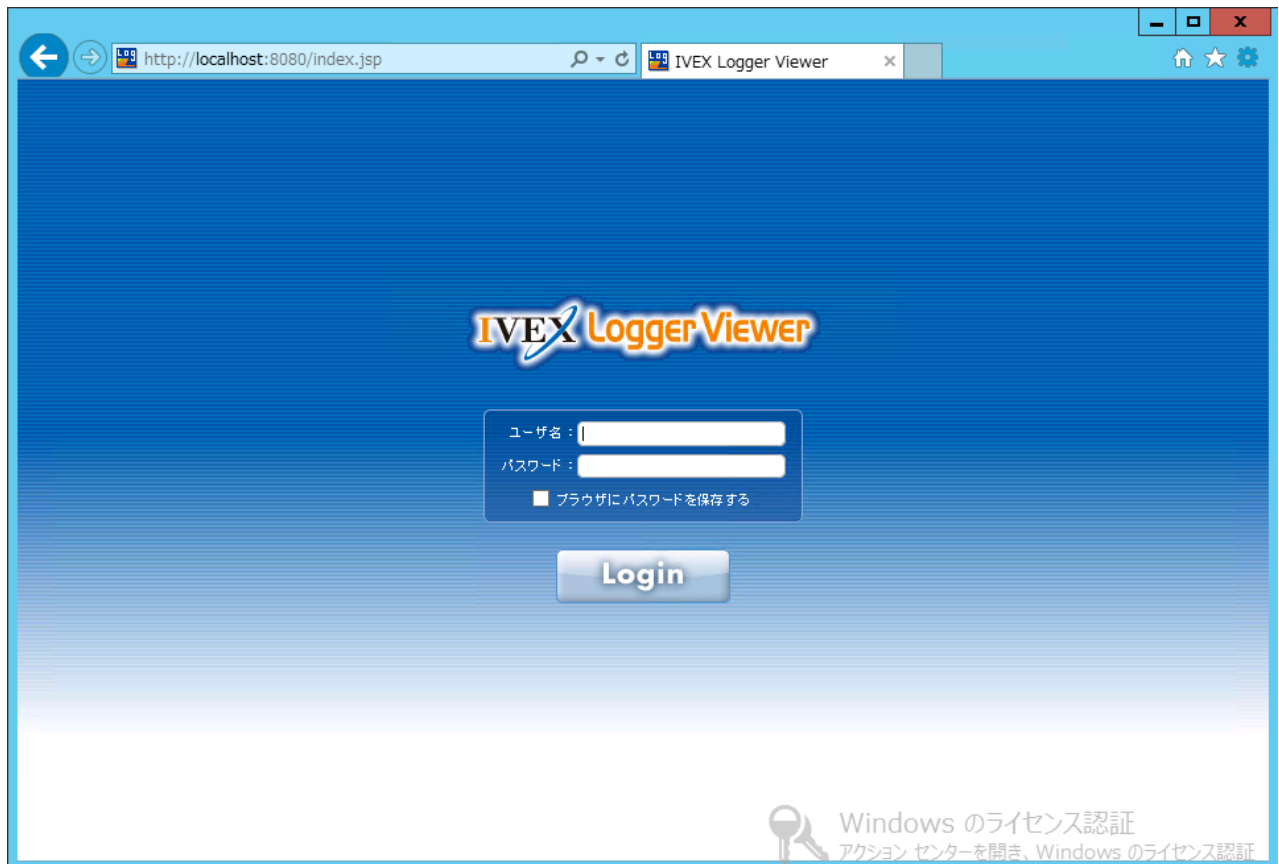 http://localhost:8080/index.jsp
IVEX Logger Viewer
IVEX Logger Viewer
ユーザ名：
パスワード：
ブラウザにパスワードを保存する
Login
Windows のライセンス認証
アクション センターを開き、Windows のライセンス認証